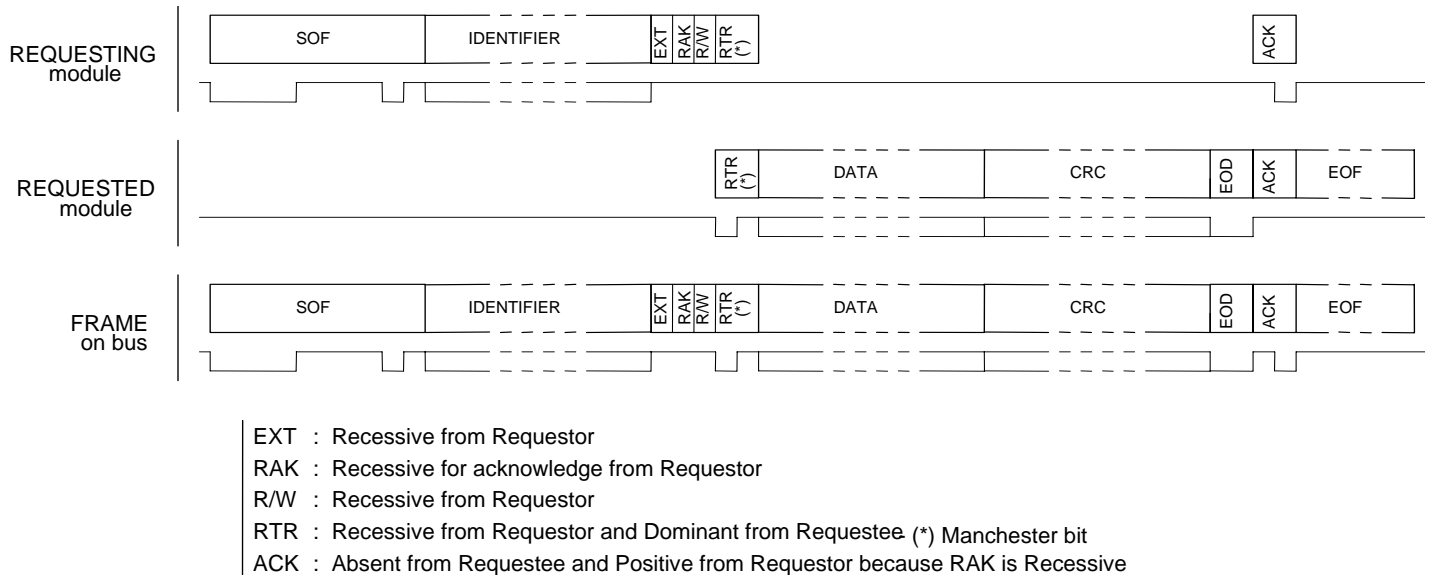 SOF IDENTIFIER EXT RAK R/W RTR (*) ACK
REQUESTING
module
RTR (*) DATA CRC EOD ACK EOF
REQUESTED
module
SOF IDENTIFIER EXT RAK R/W RTR (*) DATA CRC EOD ACK EOF
FRAME
on bus
EXT : Recessive from Requestor
RAK : Recessive for acknowledge from Requestor
R/W : Recessive from Requestor
RTR : Recessive from Requestor and Dominant from Requestee - (*) Manchester bit
ACK : Absent from Requestee and Positive from Requestor because RAK is Recessive